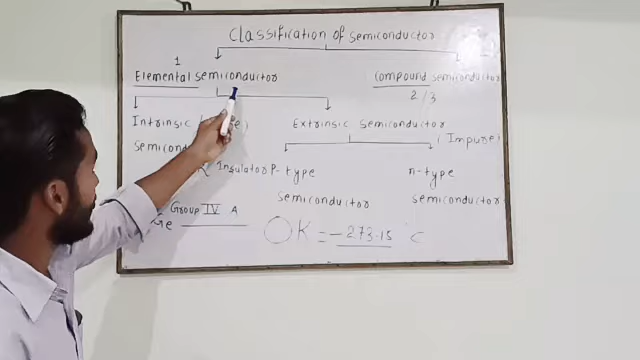 Classification of semiconductor
1
Elemental semiconductor
Compound semiconductor
2/3
Intrinsic
Extrinsic semiconductor
(Impure)
Insulator P-type
n-type
semiconductor
semiconductor
Group IV A
Ge
0 K = -273.15 °C